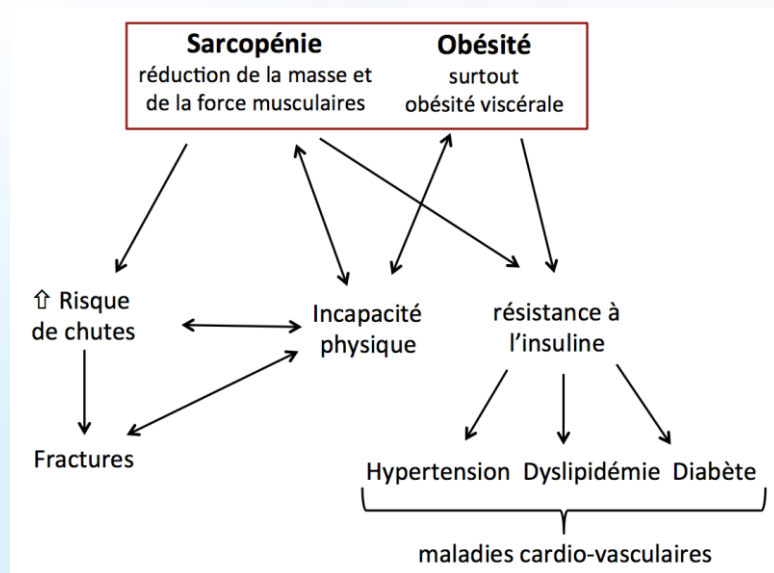 Sarcopénie
réduction de la masse et
de la force musculaires
Obésité
surtout
obésité viscérale
⇧ Risque
de chutes
Incapacité
physique
résistance à
l'insuline
Fractures
Hypertension Dyslipidémie Diabète
maladies cardio-vasculaires